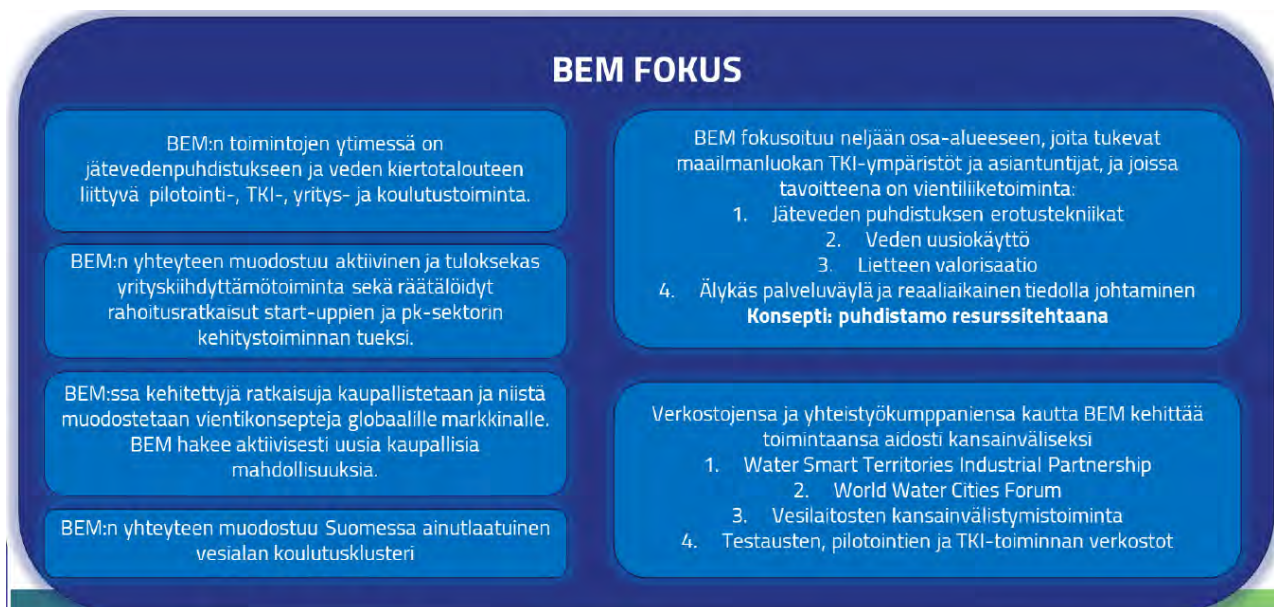 BEM FOKUS
BEM:n toimintojen ytimessä on
jätevedenpuhdistukseen ja veden kiertotalouteen
liittyvä pilotointi-, TKI-, yritys- ja koulutustoiminta.
BEM:n yhteyteen muodostuu aktiivinen ja tuloksekas
yrityskiihdyttämötoiminta sekä räätälöidyt
rahoitusratkaisut start-uppien ja pk-sektorin
kehitystoiminnan tueksi.
BEM:ssa kehitettyjä ratkaisuja kaupallistetaan ja niistä
muodostetaan vientikonsepteja globaalille markkinalle.
BEM hakee aktiivisesti uusia kaupallisia
mahdollisuuksia.
BEM:n yhteyteen muodostuu Suomessa ainutlaatuinen
vesialan koulutusklusteri
BEM fokusoituu neljään osa-alueeseen, joita tukevat
maailmanluokan TKI-ympäristöt ja asiantuntijat, ja joissa
tavoitteena on vientiliiketoiminta:
1. Jäteveden puhdistuksen erotustekniikat
2. Veden uusiokäyttö
3. Lietteen valorisaatio
4. Älykäs palveluväylä ja reaaliaikainen tiedolla johtaminen
Konsepti: puhdistamo resurssitehtaana
Verkostojensa ja yhteistyökumppaniensa kautta BEM kehittää
toimintaansa aidosti kansainväliseksi
1. Water Smart Territories Industrial Partnership
2. World Water Cities Forum
3. Vesilaitosten kansainvälistymistoiminta
4. Testausten, pilotointien ja TKI-toiminnan verkostot